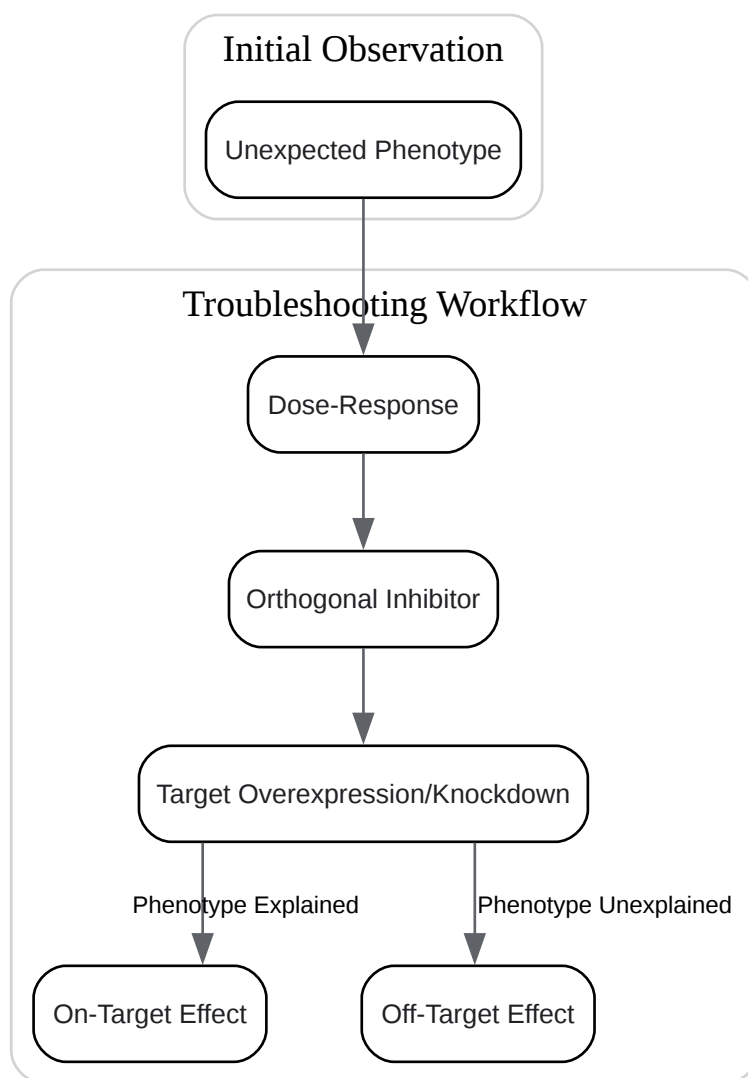 Initial Observation
Unexpected Phenotype
Troubleshooting Workflow
Dose-Response
Orthogonal Inhibitor
Target Overexpression/Knockdown
Phenotype Explained
Phenotype Unexplained
On-Target Effect
Off-Target Effect